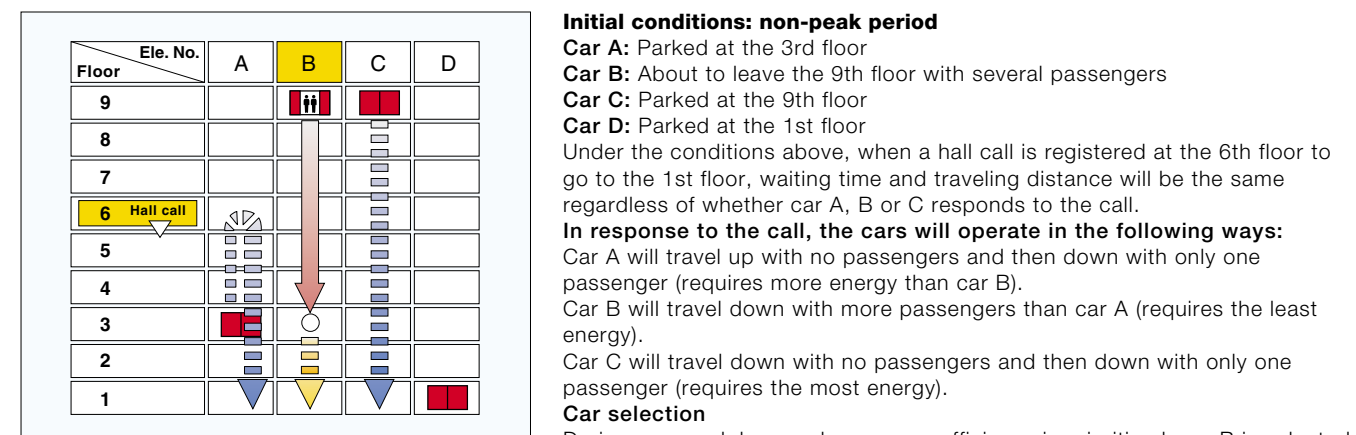 Ele. No.
Floor
A
B
C
D
9
8
7
6 Hall call
5
4
3
2
1
Initial conditions: non-peak period
Car A: Parked at the 3rd floor
Car B: About to leave the 9th floor with several passengers
Car C: Parked at the 9th floor
Car D: Parked at the 1st floor
Under the conditions above, when a hall call is registered at the 6th floor to
go to the 1st floor, waiting time and traveling distance will be the same
regardless of whether car A, B or C responds to the call.
In response to the call, the cars will operate in the following ways:
Car A will travel up with no passengers and then down with only one
passenger (requires more energy than car B).
Car B will travel down with more passengers than car A (requires the least
energy).
Car C will travel down with no passengers and then down with only one
passenger (requires the most energy).
Car selection